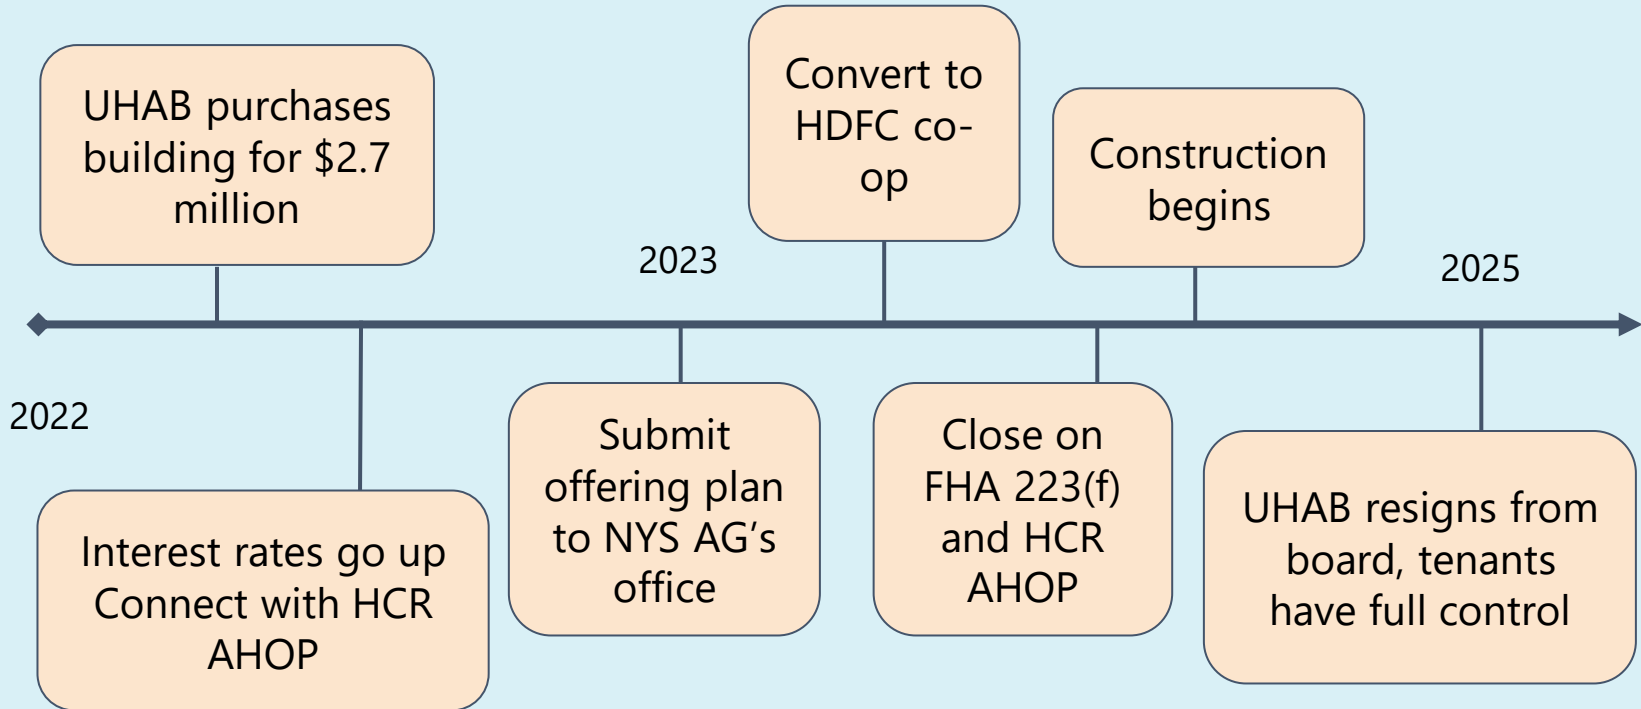 UHAB purchases
building for $2.7
million
Convert to
HDFC co-
op
Construction
begins
2023
2025
2022
Interest rates go up
Connect with HCR
AHOP
Submit
offering plan
to NYS AG‘s
office
Close on
FHA 223(f)
and HCR
AHOP
UHAB resigns from
board, tenants
have full control